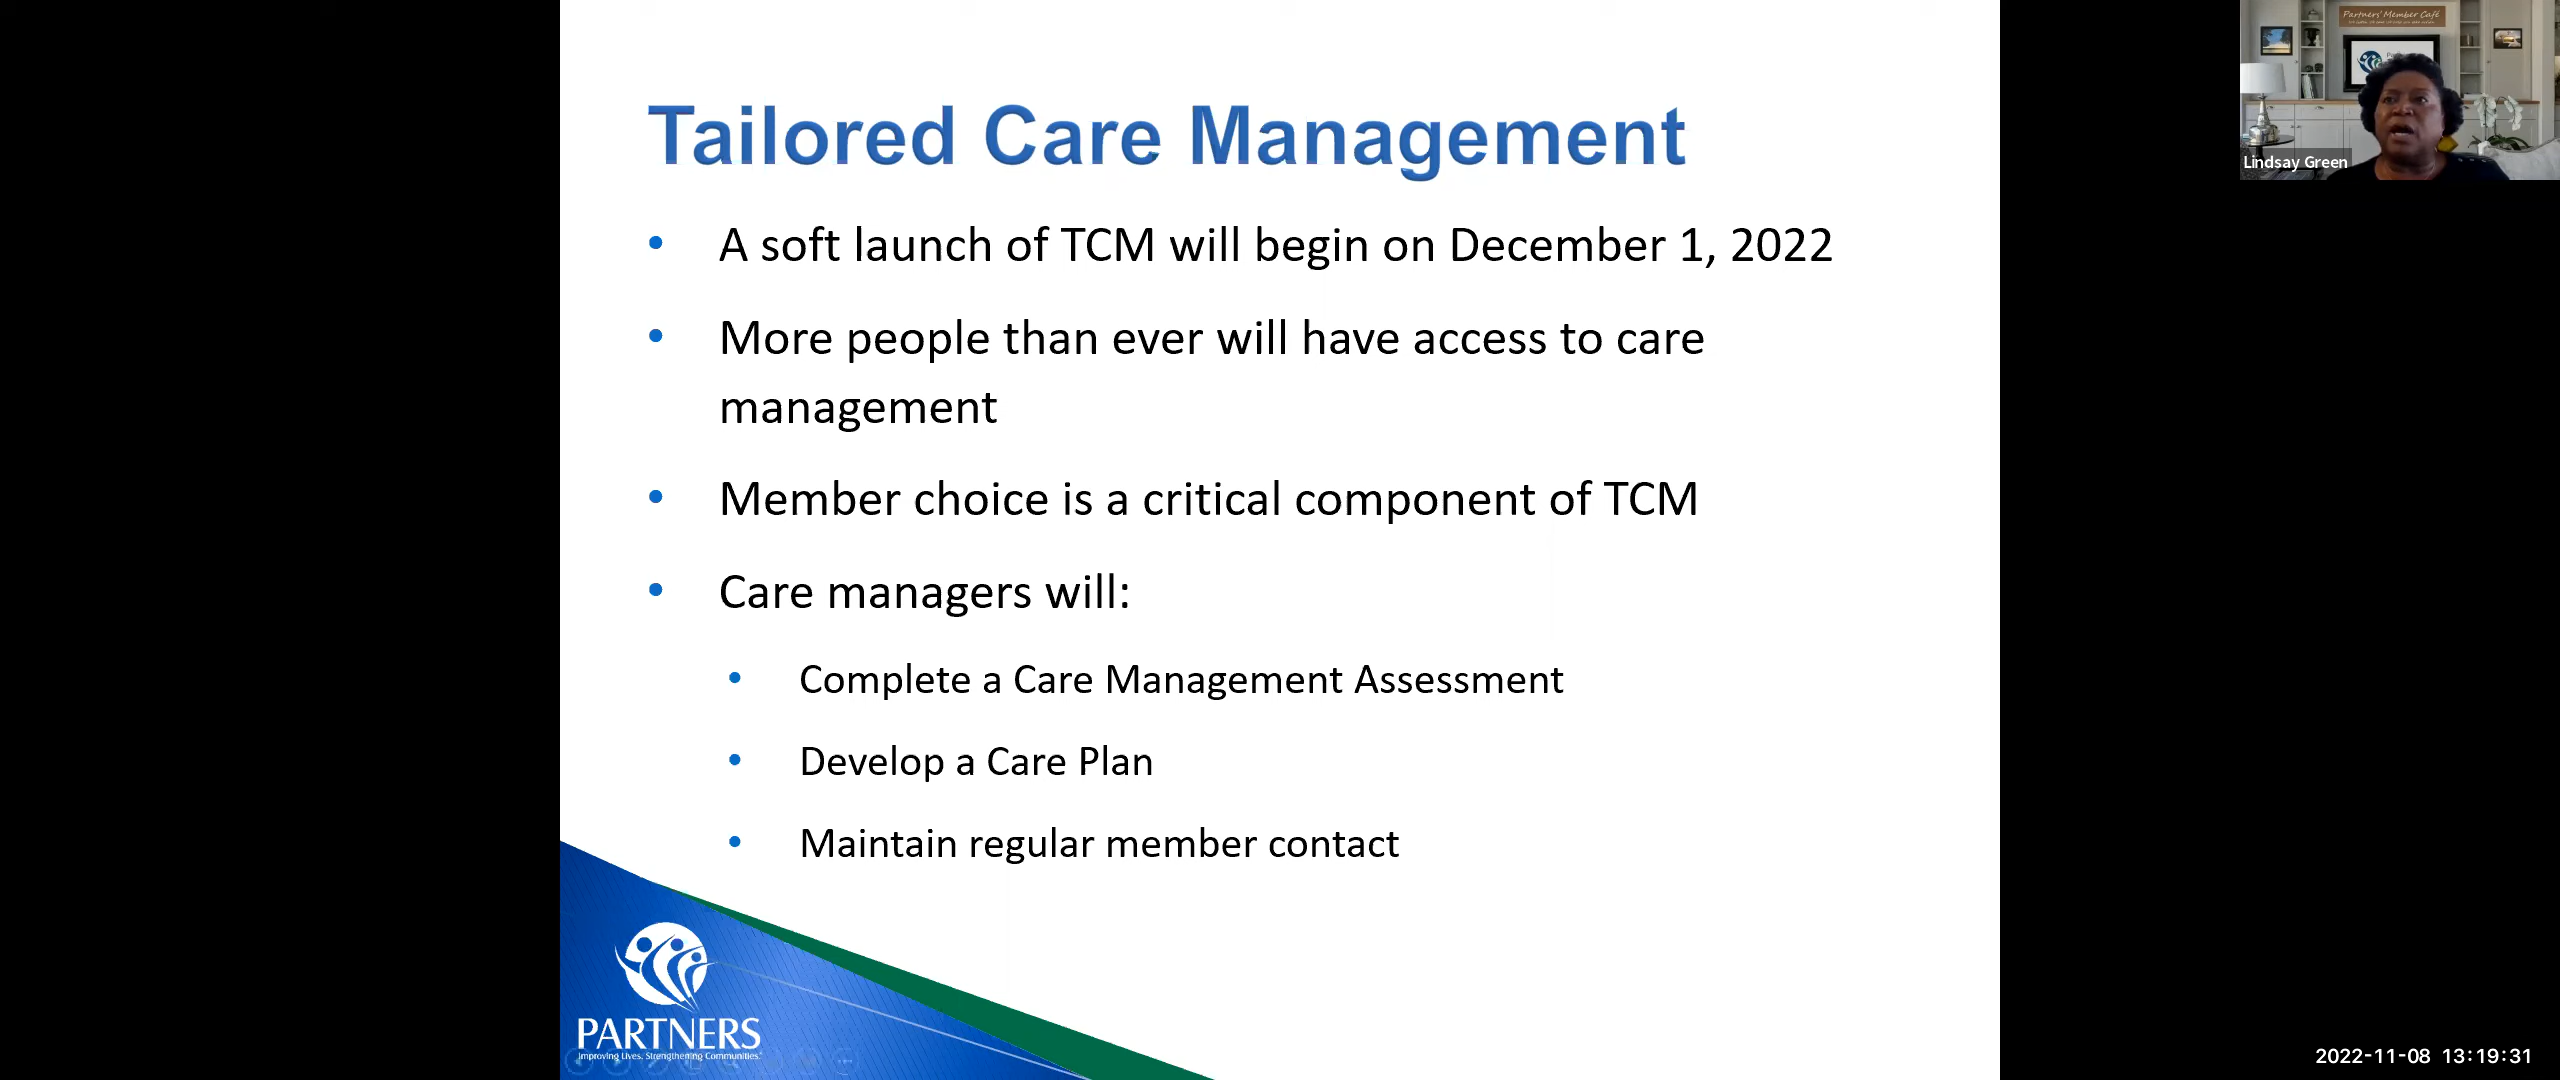 Tailored Care Management
• A soft launch of TCM will begin on December 1, 2022
• More people than ever will have access to care
management
• Member choice is a critical component of TCM
• Care managers will:
• Complete a Care Management Assessment
• Develop a Care Plan
• Maintain regular member contact
PARTNERS
Improving Lives. Strengthening Communities.
Partners' Member Café
Lindsay Green
2022-11-08 13:19:31